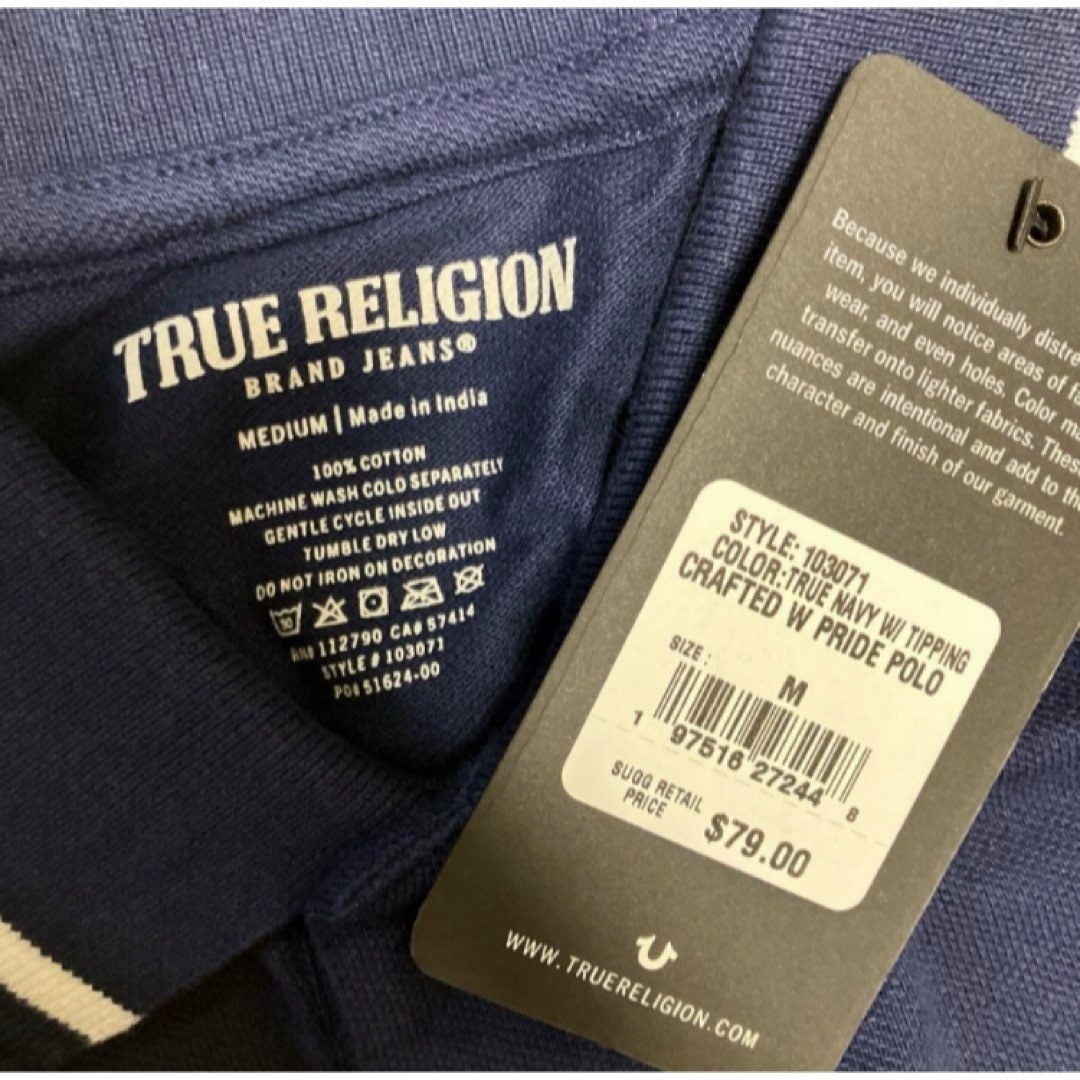 TRUE RELIGION
BRAND JEANS®
MEDIUM | Made in India
100% COTTON
MACHINE WASH COLD SEPARATELY
GENTLE CYCLE INSIDE OUT
TUMBLE DRY LOW
DO NOT IRON ON DECORATION
30
RN# 112790 CA# 57414
STYLE # 103071
PO# 51624-00
Because we individually
item, you will notice areas of
wear, and even holes. Color
transfer onto lighter fabrics. These
nuances are intentional and add to the
character and finish of our garment.
STYLE: 103071
COLOR:TRUE NAVY W/ TIPPING
CRAFTED W PRIDE POLO
SIZE :
M
1 97516 27244 8
SUGG RETAIL
PRICE
$79.00
WWW.TRUERELIGION.COM